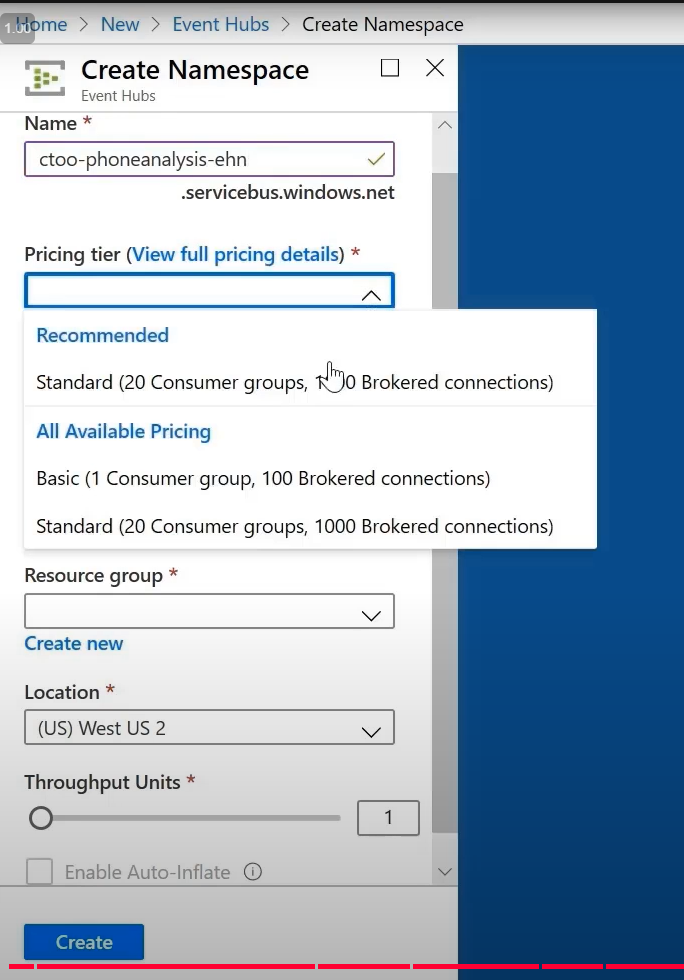 Home > New > Event Hubs > Create Namespace
1.00
Create Namespace
Event Hubs
Name *
ctoo-phoneanalysis-ehn
.servicebus.windows.net
Pricing tier (View full pricing details) *
Recommended
Standard (20 Consumer groups, Brokered connections)
All Available Pricing
Basic (1 Consumer group, 100 Brokered connections)
Standard (20 Consumer groups, 1000 Brokered connections)
Resource group *
Create new
Location *
(US) West US 2
Throughput Units *
1
Enable Auto-Inflate
Create